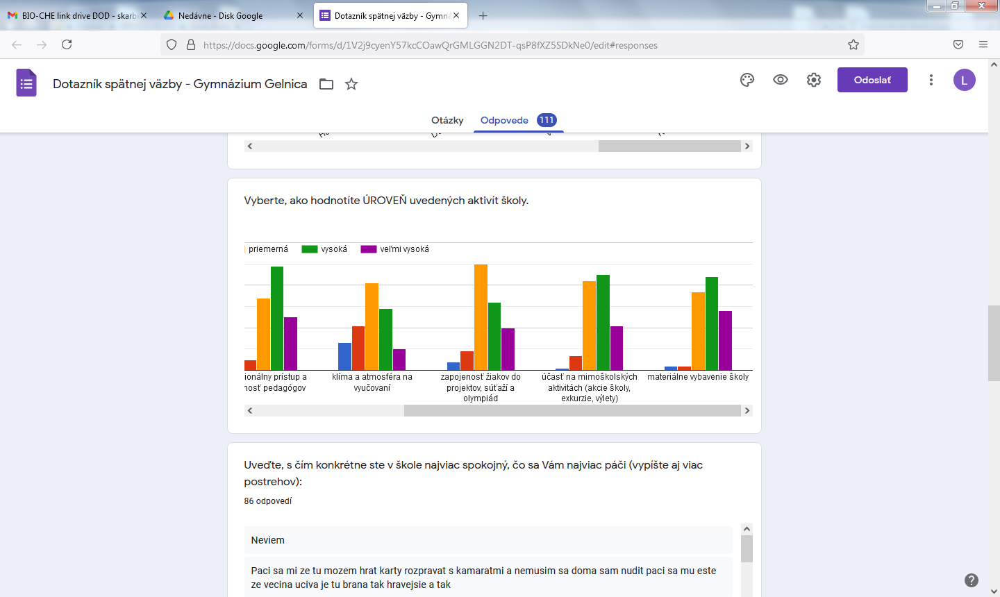 BIO-CHE link drive DOD - skarb
Nedávne - Disk Google
Dotazník spätnej väzby - Gymn
https://docs.google.com/forms/d/1V2j9cyenY57kcCOawQrGMLGGN2DT-qsP8fXZ5SDkNe0/edit#responses
Dotazník spätnej väzby - Gymnázium Gelnica
Odoslať
L
Otázky
Odpovede 111
Vyberte, ako hodnotíte ÚROVEŇ uvedených aktivít školy.
priemerná vysoká veľmi vysoká
ionálny prístup a klíma a atmosféra na zapojenosť žiakov do účasť na mimoškolských materiálne vybavenie školy
nosť pedagógov vyučovaní projektov, súťaží a aktivitách (akcie školy,
olympiád exkurzie, výlety)
Uveďte, s čím konkrétne ste v škole najviac spokojný, čo sa Vám najviac páči (vypíšte aj viac
postrehov):
86 odpovedí
Neviem
Paci sa mi ze tu mozem hrat karty rozpravat s kamaratmi a nemusim sa doma sam nudit paci sa mu este
ze vecina uciva je tu brana tak hravejsie a tak